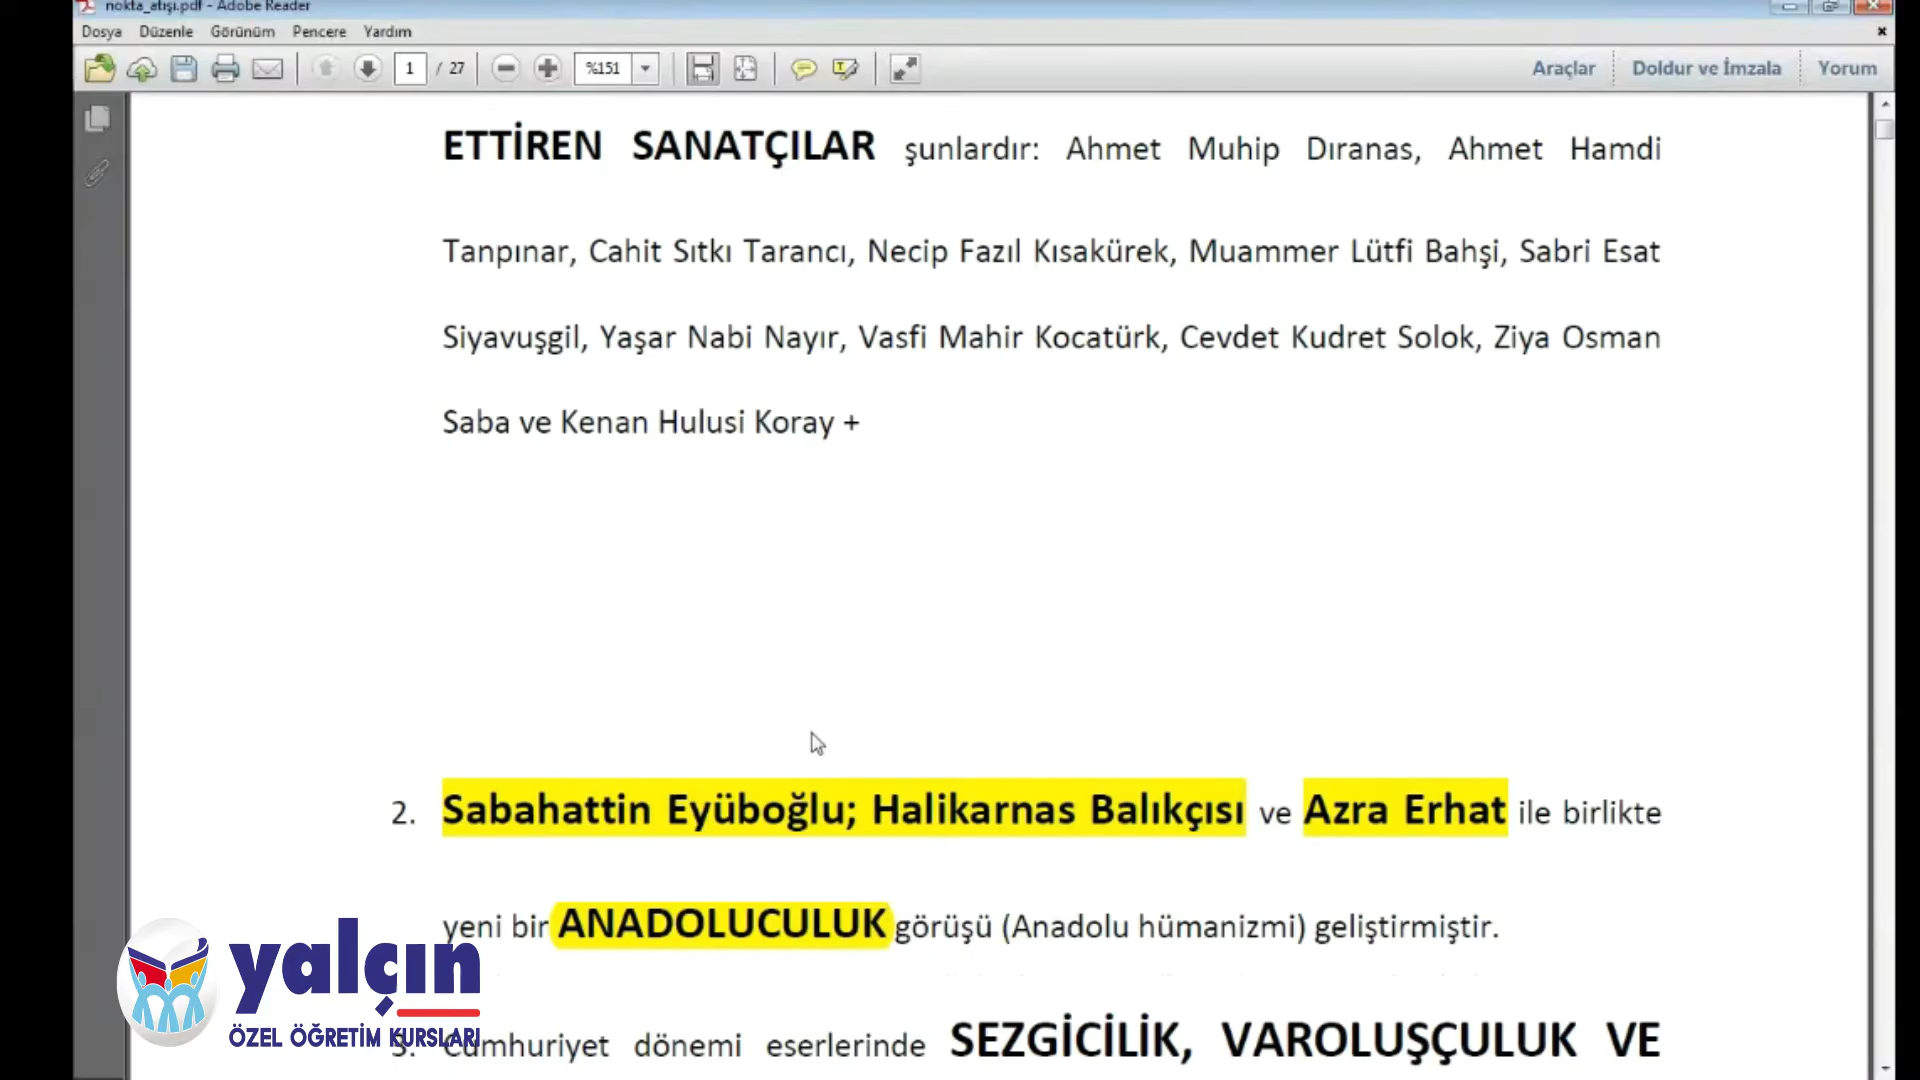 nokta_atışı.pdf - Adobe Reader
Dosya Düzenle Görünüm Pencere Yardım
1 / 27 %151 Araçlar Doldur ve İmzala Yorum
ETTİREN SANATÇILAR şunlardır: Ahmet Muhip Dıranas, Ahmet Hamdi
Tanpınar, Cahit Sıtkı Tarancı, Necip Fazıl Kısakürek, Muammer Lütfi Bahşi, Sabri Esat
Siyavuşgil, Yaşar Nabi Nayır, Vasfi Mahir Kocatürk, Cevdet Kudret Solok, Ziya Osman
Saba ve Kenan Hulusi Koray +
2. Sabahattin Eyüboğlu; Halikarnas Balıkçısı ve Azra Erhat ile birlikte
yeni bir ANADOLUCULUK görüşü (Anadolu hümanizmi) geliştirmiştir.
3. Cumhuriyet dönemi eserlerinde SEZGİCİLİK, VAROLUŞÇULUK VE
yalçın
ÖZEL ÖĞRETİM KURSLARI